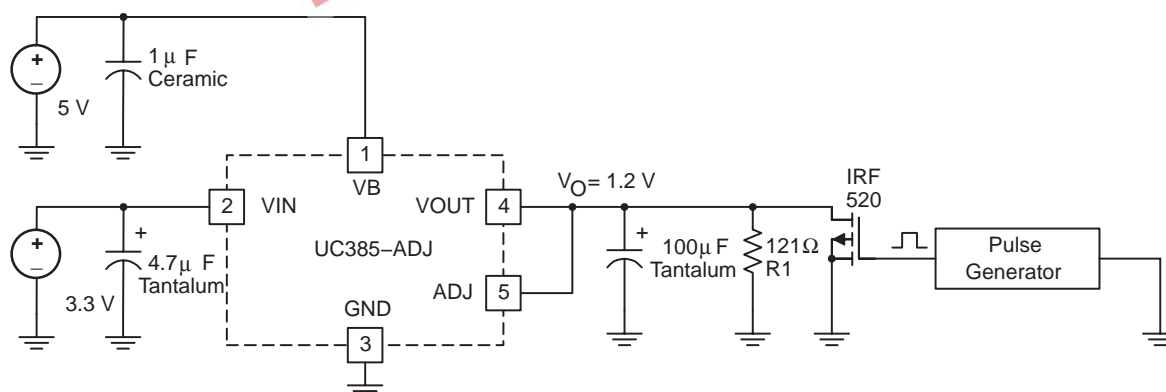 1μ F
Ceramic
5 V
1
VB
2
VIN
VOUT
4
V_O= 1.2 V
IRF
520
UC385–ADJ
4.7μ F
Tantalum
3.3 V
ADJ
5
100μ F
Tantalum
121Ω
R1
Pulse
Generator
GND
3